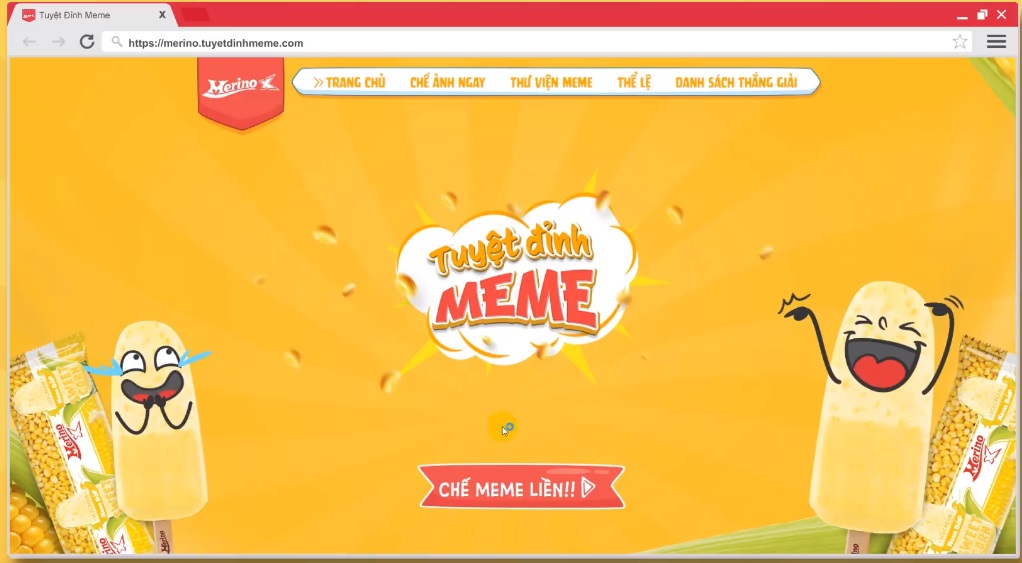 Tuyệt Đỉnh Meme X
https://merino.tuyetdinhmeme.com
Merino
TRANG CHỦ CHẾ ẢNH NGAY THƯ VIỆN MEME THỂ LỆ DANH SÁCH THẮNG GIẢI
Tuyệt đỉnh
MEME
CHẾ MEME LIỀN!!
Merino
Merino
Merino